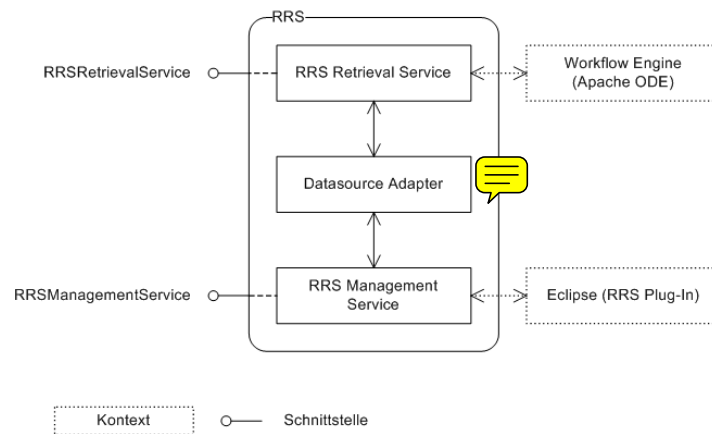 RRS
RRSRetrievalService
RRS Retrieval Service
Workflow Engine
(Apache ODE)
Datasource Adapter
RRSManagementService
RRS Management
Service
Eclipse (RRS Plug-In)
Kontext
Schnittstelle